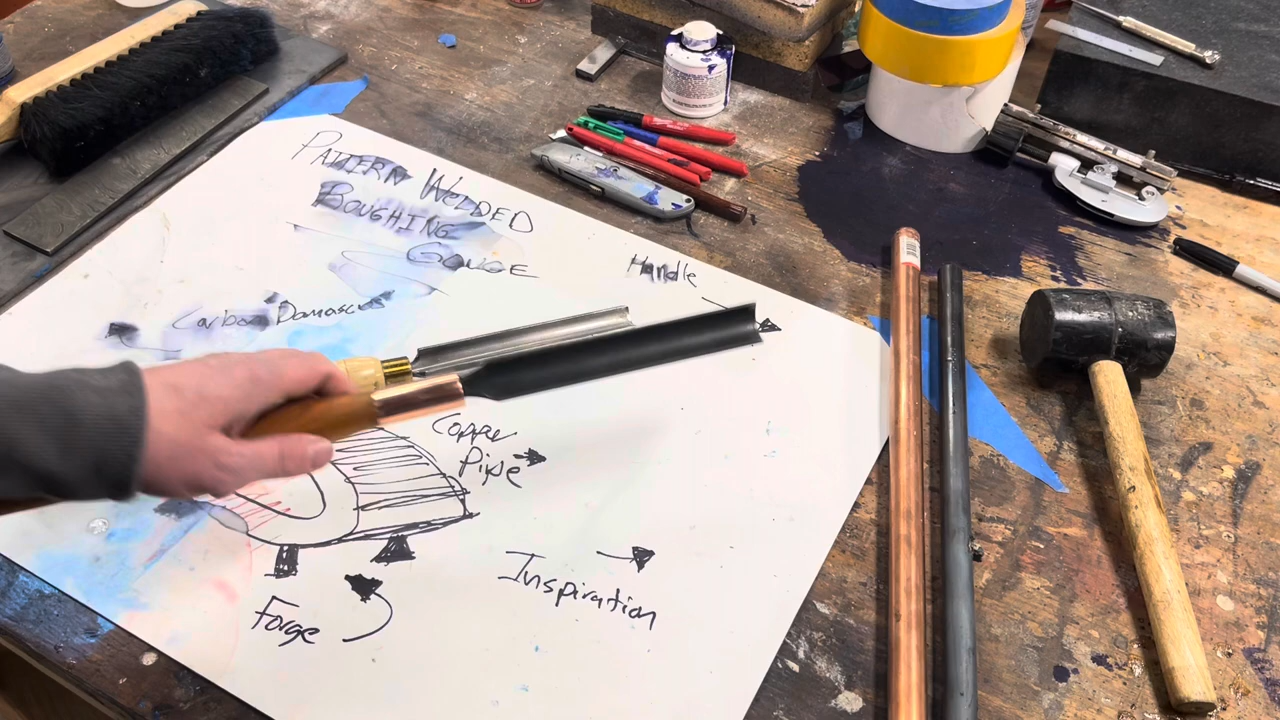 PATTERN WELDED
ROUGHING
GOUGE
Handle
Carbon Damascus
Copper
Pipe
Inspiration
Forge